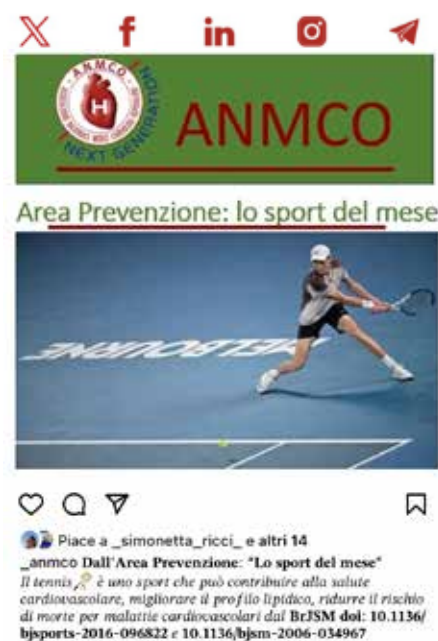 ANMCO
NEXT GENERATION
ANMCO
Area Prevenzione: lo sport del mese
MELBOURNE
Piace a _simonetta_ricci_ e altri 14
_anmco Dall'Area Prevenzione: "Lo sport del mese"
Il tennis 🎾 è uno sport che può contribuire alla salute
cardiovascolare, migliorare il profilo lipidico, ridurre il rischio
di morte per malattie cardiovascolari dal BrJSM doi: 10.1136/
bjsports-2016-096822 e 10.1136/bjsm-2006-034967